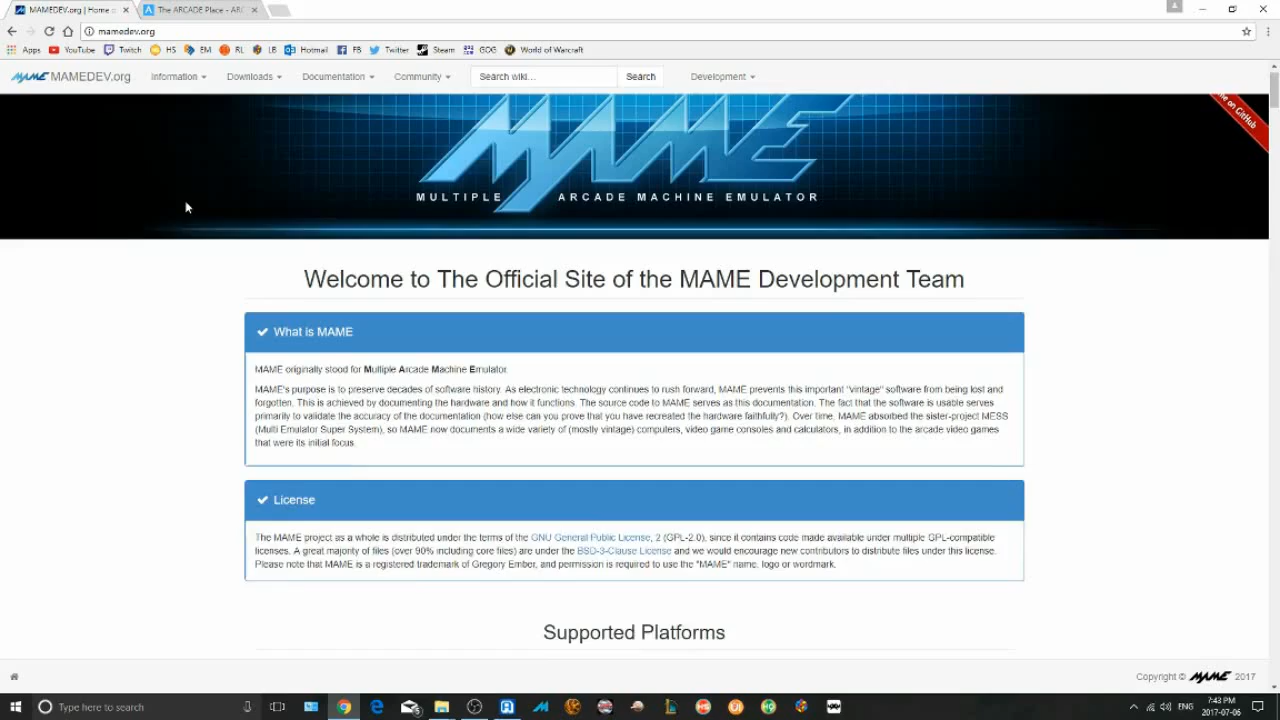 MAMEDEV.org | Home
The ARCADE Place - ARC
mamedev.org
Apps YouTube Twitch HS EM RL LB Hotmail FB Twitter Steam GOG World of Warcraft
MAME MAMEDEV.org Information Downloads Documentation Community Search wiki... Search Development
me on GitHub
MAME
MULTIPLE ARCADE MACHINE EMULATOR
Welcome to The Official Site of the MAME Development Team
What is MAME
MAME originally stood for Multiple Arcade Machine Emulator.
MAME's purpose is to preserve decades of software history. As electronic technology continues to rush forward, MAME prevents this important "vintage" software from being lost and
forgotten. This is achieved by documenting the hardware and how it functions. The source code to MAME serves as this documentation. The fact that the software is usable serves
primarily to validate the accuracy of the documentation (how else can you prove that you have recreated the hardware faithfully?). Over time, MAME absorbed the sister-project MESS
(Multi Emulator Super System), so MAME now documents a wide variety of (mostly vintage) computers, video game consoles and calculators, in addition to the arcade video games
that were its initial focus.
License
The MAME project as a whole is distributed under the terms of the GNU General Public License, 2 (GPL-2.0), since it contains code made available under multiple GPL-compatible
licenses. A great majority of files (over 90% including core files) are under the BSD-3-Clause License and we would encourage new contributors to distribute files under this license.
Please note that MAME is a registered trademark of Gregory Ember, and permission is required to use the "MAME" name, logo or wordmark.
Supported Platforms
Copyright © MAME 2017
Type here to search
ENG
7:43 PM
2017-07-06